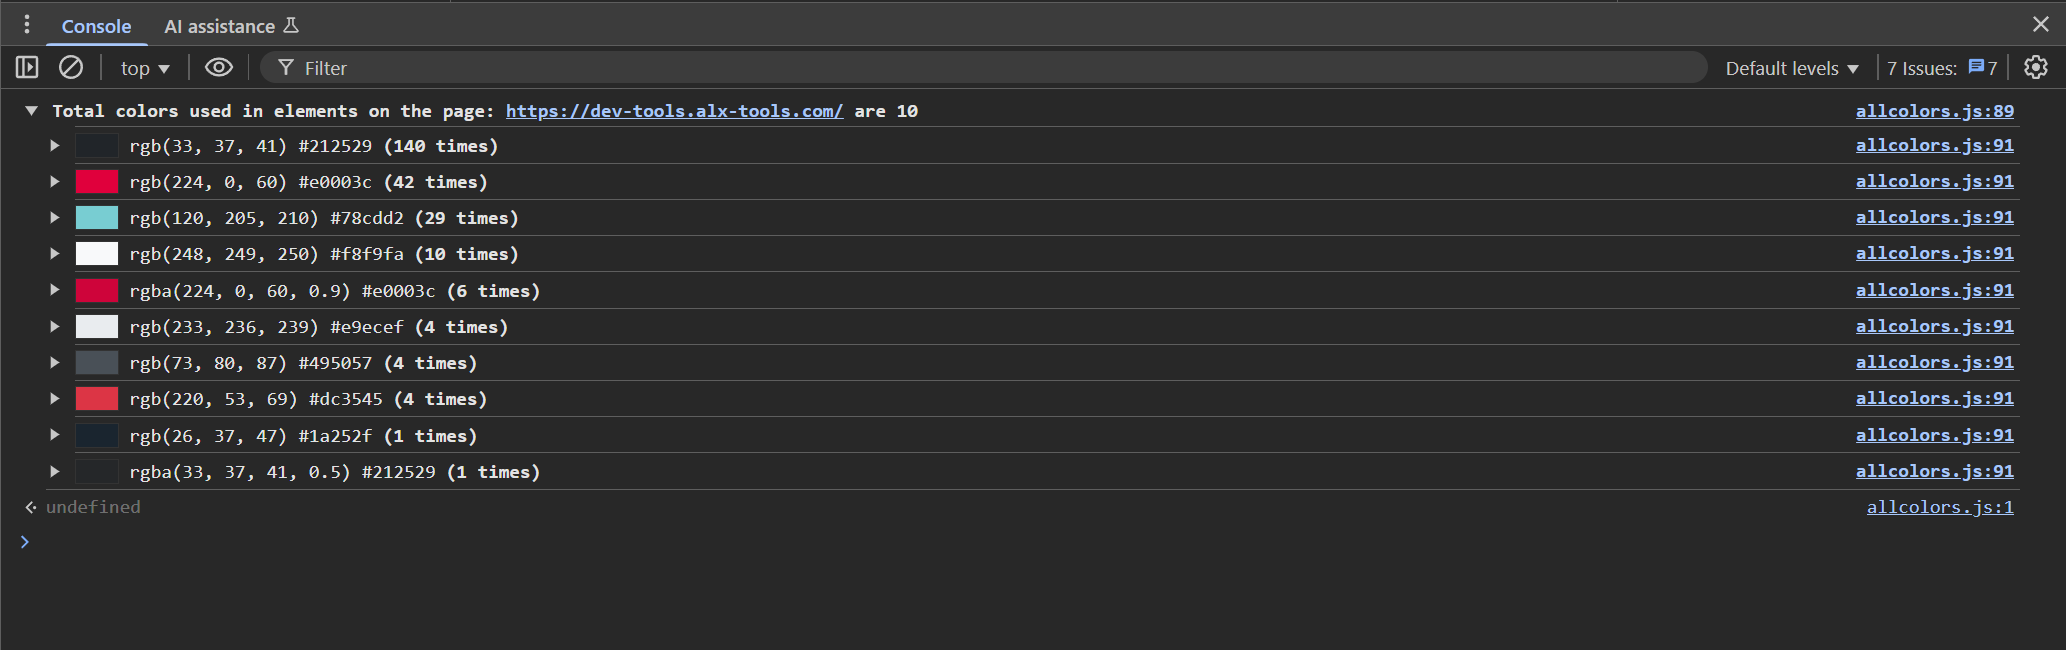 Console AI assistance
top Filter Default levels 7 Issues: 7
Total colors used in elements on the page: https://dev-tools.alx-tools.com/ are 10 allcolors.js:89
rgb(33, 37, 41) #212529 (140 times) allcolors.js:91
rgb(224, 0, 60) #e0003c (42 times) allcolors.js:91
rgb(120, 205, 210) #78cdd2 (29 times) allcolors.js:91
rgb(248, 249, 250) #f8f9fa (10 times) allcolors.js:91
rgba(224, 0, 60, 0.9) #e0003c (6 times) allcolors.js:91
rgb(233, 236, 239) #e9ecef (4 times) allcolors.js:91
rgb(73, 80, 87) #495057 (4 times) allcolors.js:91
rgb(220, 53, 69) #dc3545 (4 times) allcolors.js:91
rgb(26, 37, 47) #1a252f (1 times) allcolors.js:91
rgba(33, 37, 41, 0.5) #212529 (1 times) allcolors.js:91
undefined allcolors.js:1